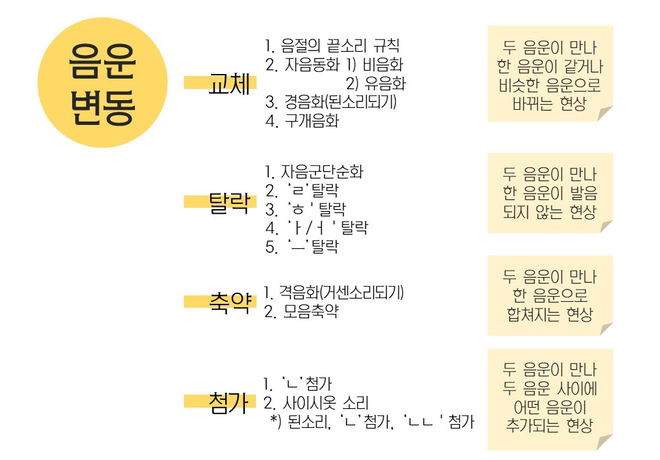 음운
변동
교체
1. 음절의 끝소리 규칙
2. 자음동화 1) 비음화
2) 유음화
3. 경음화(된소리되기)
4. 구개음화
두 음운이 만나
한 음운이 같거나
비슷한 음운으로
바뀌는 현상
탈락
1. 자음군단순화
2. 'ㄹ'탈락
3. 'ㅎ' 탈락
4. 'ㅏ/ㅓ' 탈락
5. 'ㅡ'탈락
두 음운이 만나
한 음운이 발음
되지 않는 현상
축약
1. 격음화(거센소리되기)
2. 모음축약
두 음운이 만나
한 음운으로
합쳐지는 현상
첨가
1. 'ㄴ'첨가
2. 사이시옷 소리
*) 된소리, 'ㄴ'첨가, 'ㄴㄴ' 첨가
두 음운이 만나
두 음운 사이에
어떤 음운이
추가되는 현상